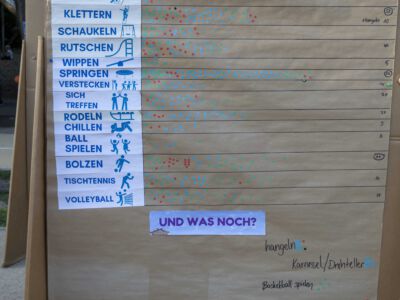 KLETTERN
SCHAUKELN
RUTSCHEN
WIPPEN
SPRINGEN
VERSTECKEN
SICH
TREFFEN
RODELN
CHILLEN
BALL
SPIELEN
BOLZEN
TISCHTENNIS
VOLLEYBALL
UND WAS NOCH?
hangeln
Karussel/Drehteller
Basketball spielen